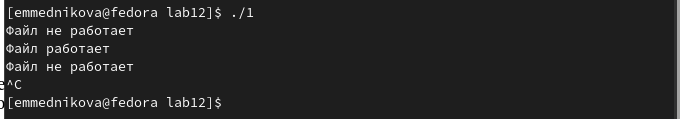 [emmednikova@fedora lab12]$ ./1
Файл не работает
Файл работает
Файл не работает
^C
[emmednikova@fedora lab12]$